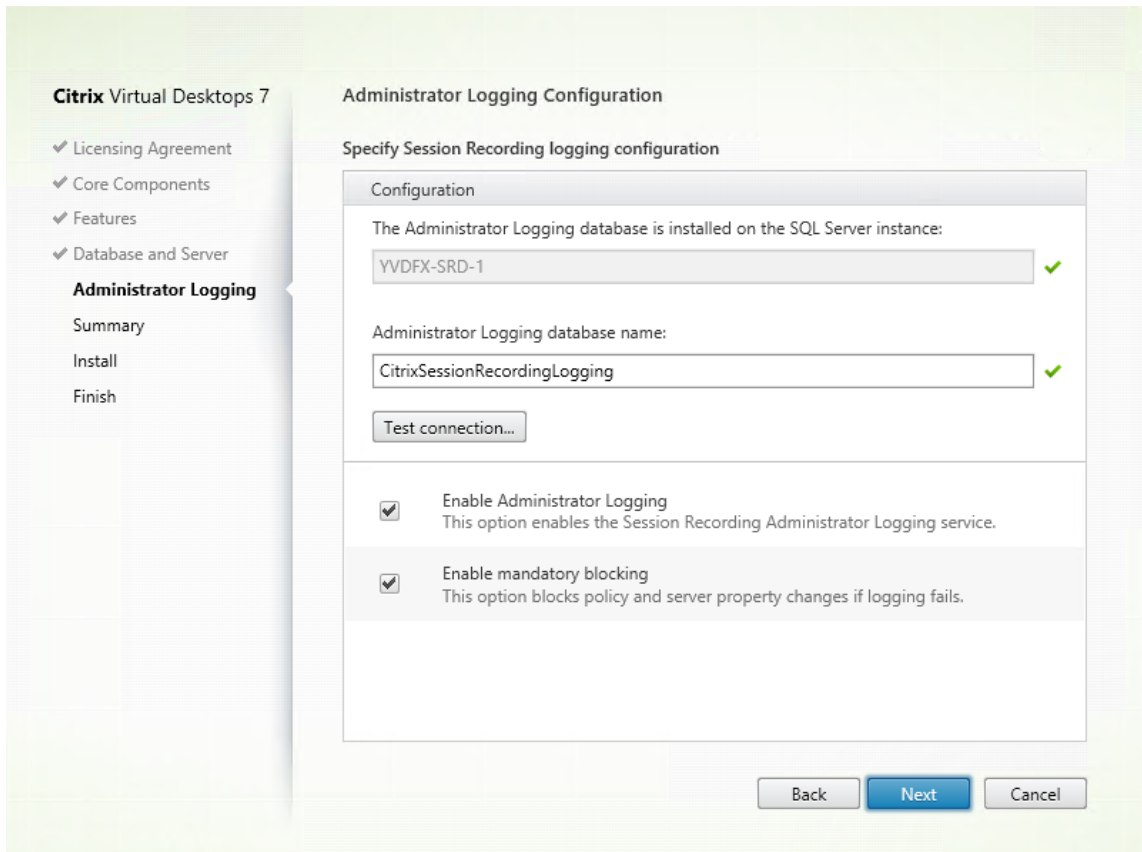 Citrix Virtual Desktops 7
Licensing Agreement
Core Components
Features
Database and Server
Administrator Logging
Summary
Install
Finish
Administrator Logging Configuration
Specify Session Recording logging configuration
Configuration
The Administrator Logging database is installed on the SQL Server instance:
YVDFX-SRD-1
Administrator Logging database name:
CitrixSessionRecordingLogging
Test connection...
Enable Administrator Logging
This option enables the Session Recording Administrator Logging service.
Enable mandatory blocking
This option blocks policy and server property changes if logging fails.
Back
Next
Cancel